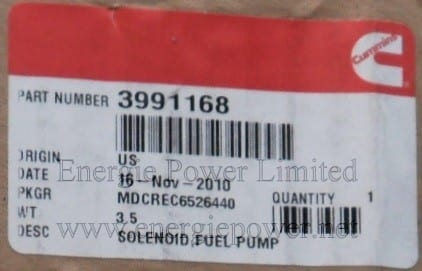 Cummins
PART NUMBER 3991168
ORIGIN US
DATE 16-Nov-2010
PKGR MDCREC6526440 QUANTITY 1
WT 3.5
DESC SOLENOID,FUEL PUMP
Energie Power Limited
www.energiepower.net